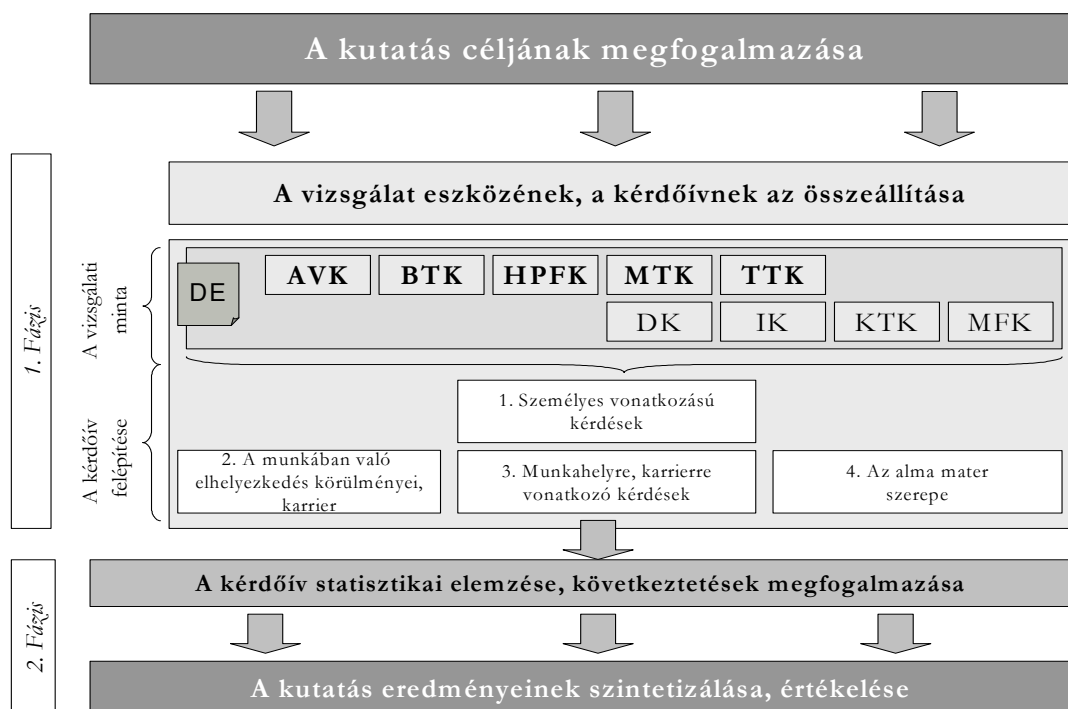 A kutatás céljának megfogalmazása
1. Fázis
A vizsgálat eszközének, a kérdőívnek az összeállítása
A vizsgálati
minta
DE
AVK BTK HPFK MTK TTK
DK IK KTK MFK
A kérdőív
felépítése
1. Személyes vonatkozású
kérdések
2. A munkában való
elhelyezkedés körülményei,
karrier
3. Munkahelyre, karrierre
vonatkozó kérdések
4. Az alma mater
szerepe
2. Fázis
A kérdőív statisztikai elemzése, következtetések megfogalmazása
A kutatás eredményeinek szintetizálása, értékelése